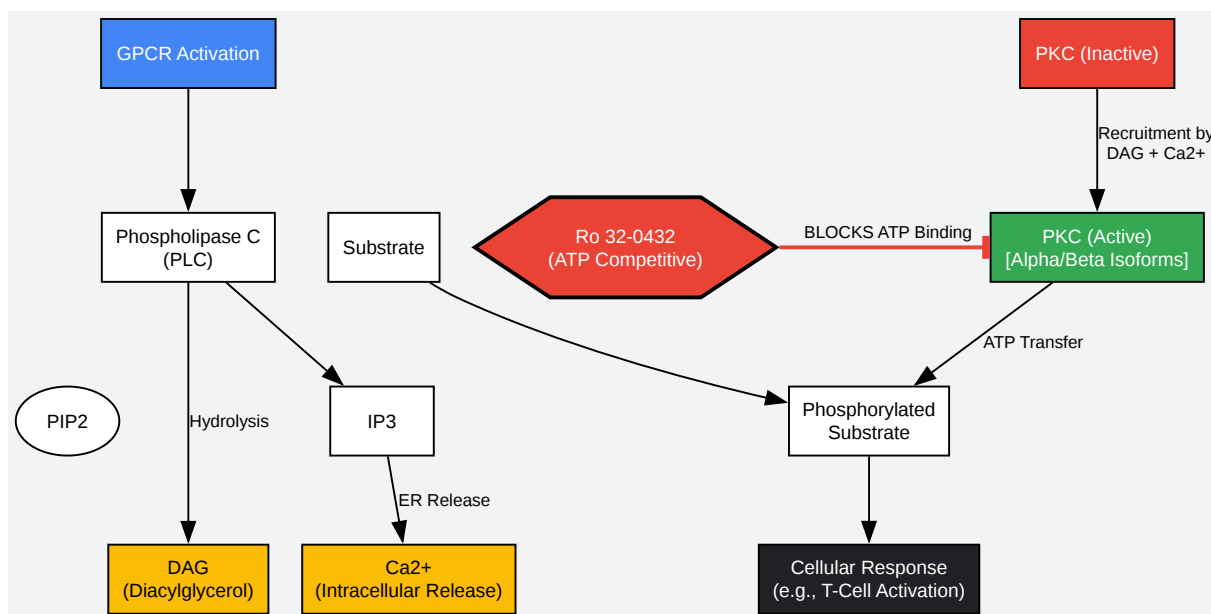 GPCR Activation
PKC (Inactive)
Recruitment by
DAG + Ca2+
Phospholipase C
(PLC)
Substrate
Ro 32-0432
(ATP Competitive)
BLOCKS ATP Binding
PKC (Active)
[Alpha/Beta Isoforms]
ATP Transfer
PIP2
Hydrolysis
IP3
Phosphorylated
Substrate
ER Release
DAG
(Diacylglycerol)
Ca2+
(Intracellular Release)
Cellular Response
(e.g., T-Cell Activation)